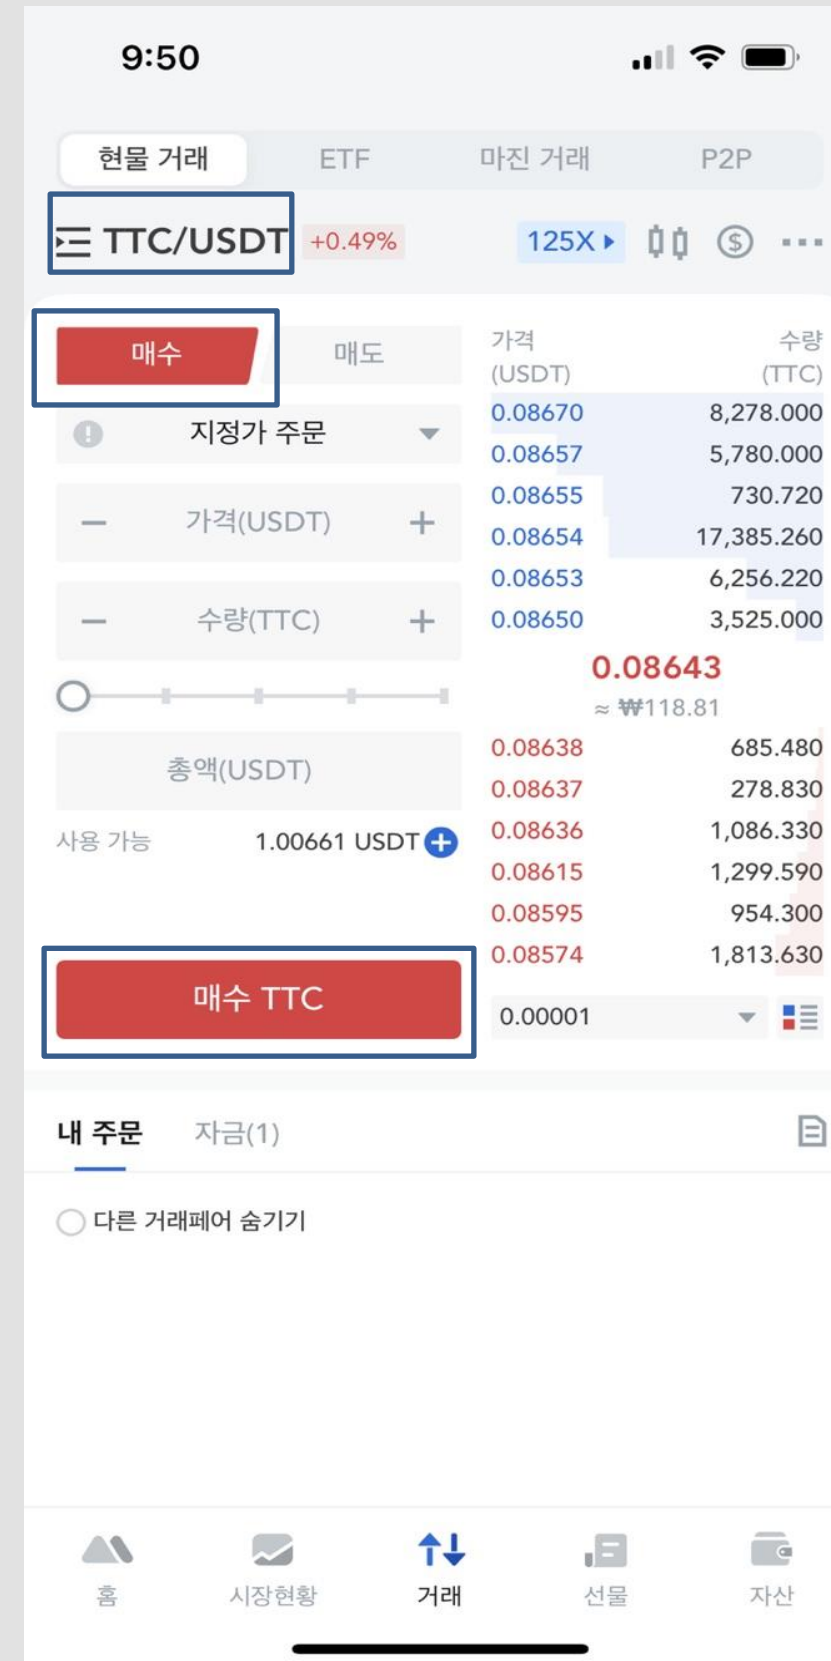 9:50
현물 거래 ETF 마진 거래 P2P
TTC/USDT +0.49% 125X
매수 매도
지정가 주문
가격(USDT)
수량(TTC)
총액(USDT)
사용 가능 1.00661 USDT
매수 TTC
가격 수량
(USDT) (TTC)
0.08670 8,278.000
0.08657 5,780.000
0.08655 730.720
0.08654 17,385.260
0.08653 6,256.220
0.08650 3,525.000
0.08643
≈ ₩118.81
0.08638 685.480
0.08637 278.830
0.08636 1,086.330
0.08615 1,299.590
0.08595 954.300
0.08574 1,813.630
0.00001
내 주문 자금(1)
다른 거래페어 숨기기
홈 시장현황 거래 선물 자산